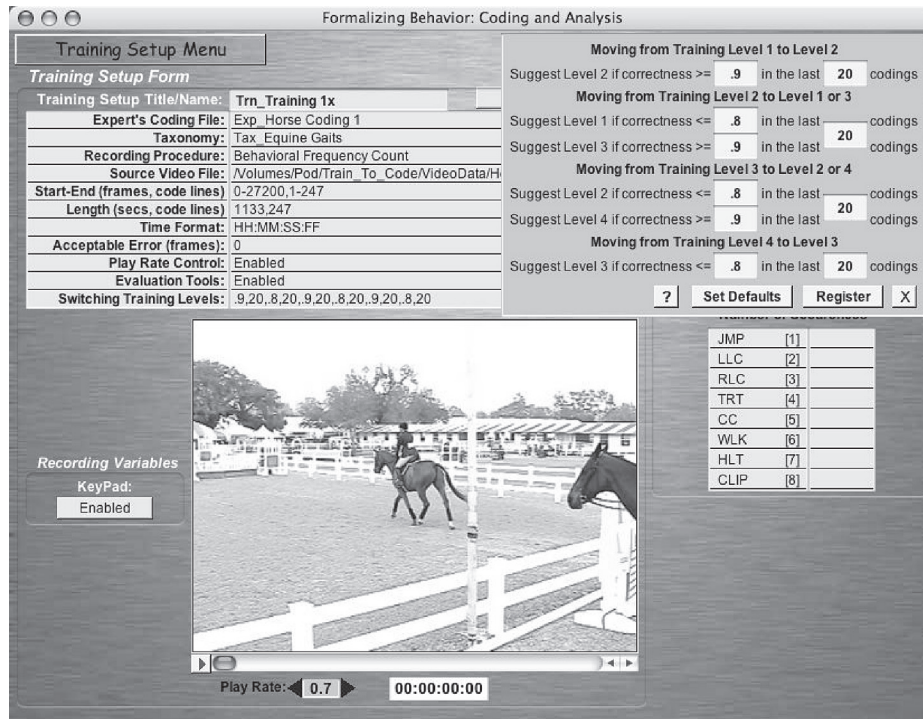 Formalizing Behavior: Coding and Analysis
Training Setup Menu
Training Setup Form
Training Setup Title/Name: Trn_Training 1x
Expert's Coding File: Exp_Horse Coding 1
Taxonomy: Tax_Equine Gaits
Recording Procedure: Behavioral Frequency Count
Source Video File: /Volumes/Pod/Train_To_Code/VideoData/H
Start-End (frames, code lines) 0-27200,1-247
Length (secs, code lines) 1133,247
Time Format: HH:MM:SS:FF
Acceptable Error (frames): 0
Play Rate Control: Enabled
Evaluation Tools: Enabled
Switching Training Levels: .9,20,.8,20,.9,20,.8,20,.9,20,.8,20
Moving from Training Level 1 to Level 2
Suggest Level 2 if correctness >= .9 in the last 20 codings
Moving from Training Level 2 to Level 1 or 3
Suggest Level 1 if correctness <= .8 in the last codings
20
Suggest Level 3 if correctness >= .9 in the last codings
Moving from Training Level 3 to Level 2 or 4
Suggest Level 2 if correctness <= .8 in the last codings
20
Suggest Level 4 if correctness >= .9 in the last codings
Moving from Training Level 4 to Level 3
Suggest Level 3 if correctness <= .8 in the last 20 codings
? Set Defaults Register X
JMP [1]
LLC [2]
RLC [3]
TRT [4]
CC [5]
WLK [6]
HLT [7]
CLIP [8]
Recording Variables
KeyPad:
Enabled
Play Rate: 0.7 00:00:00:00